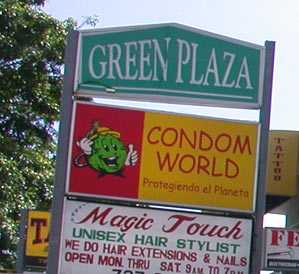 GREEN PLAZA
CONDOM
WORLD
Protegiendo el Planeta
TATTOO
Magic Touch
UNISEX HAIR STYLIST
WE DO HAIR EXTENSIONS & NAILS
OPEN MON. THRU SAT. 9AM TO